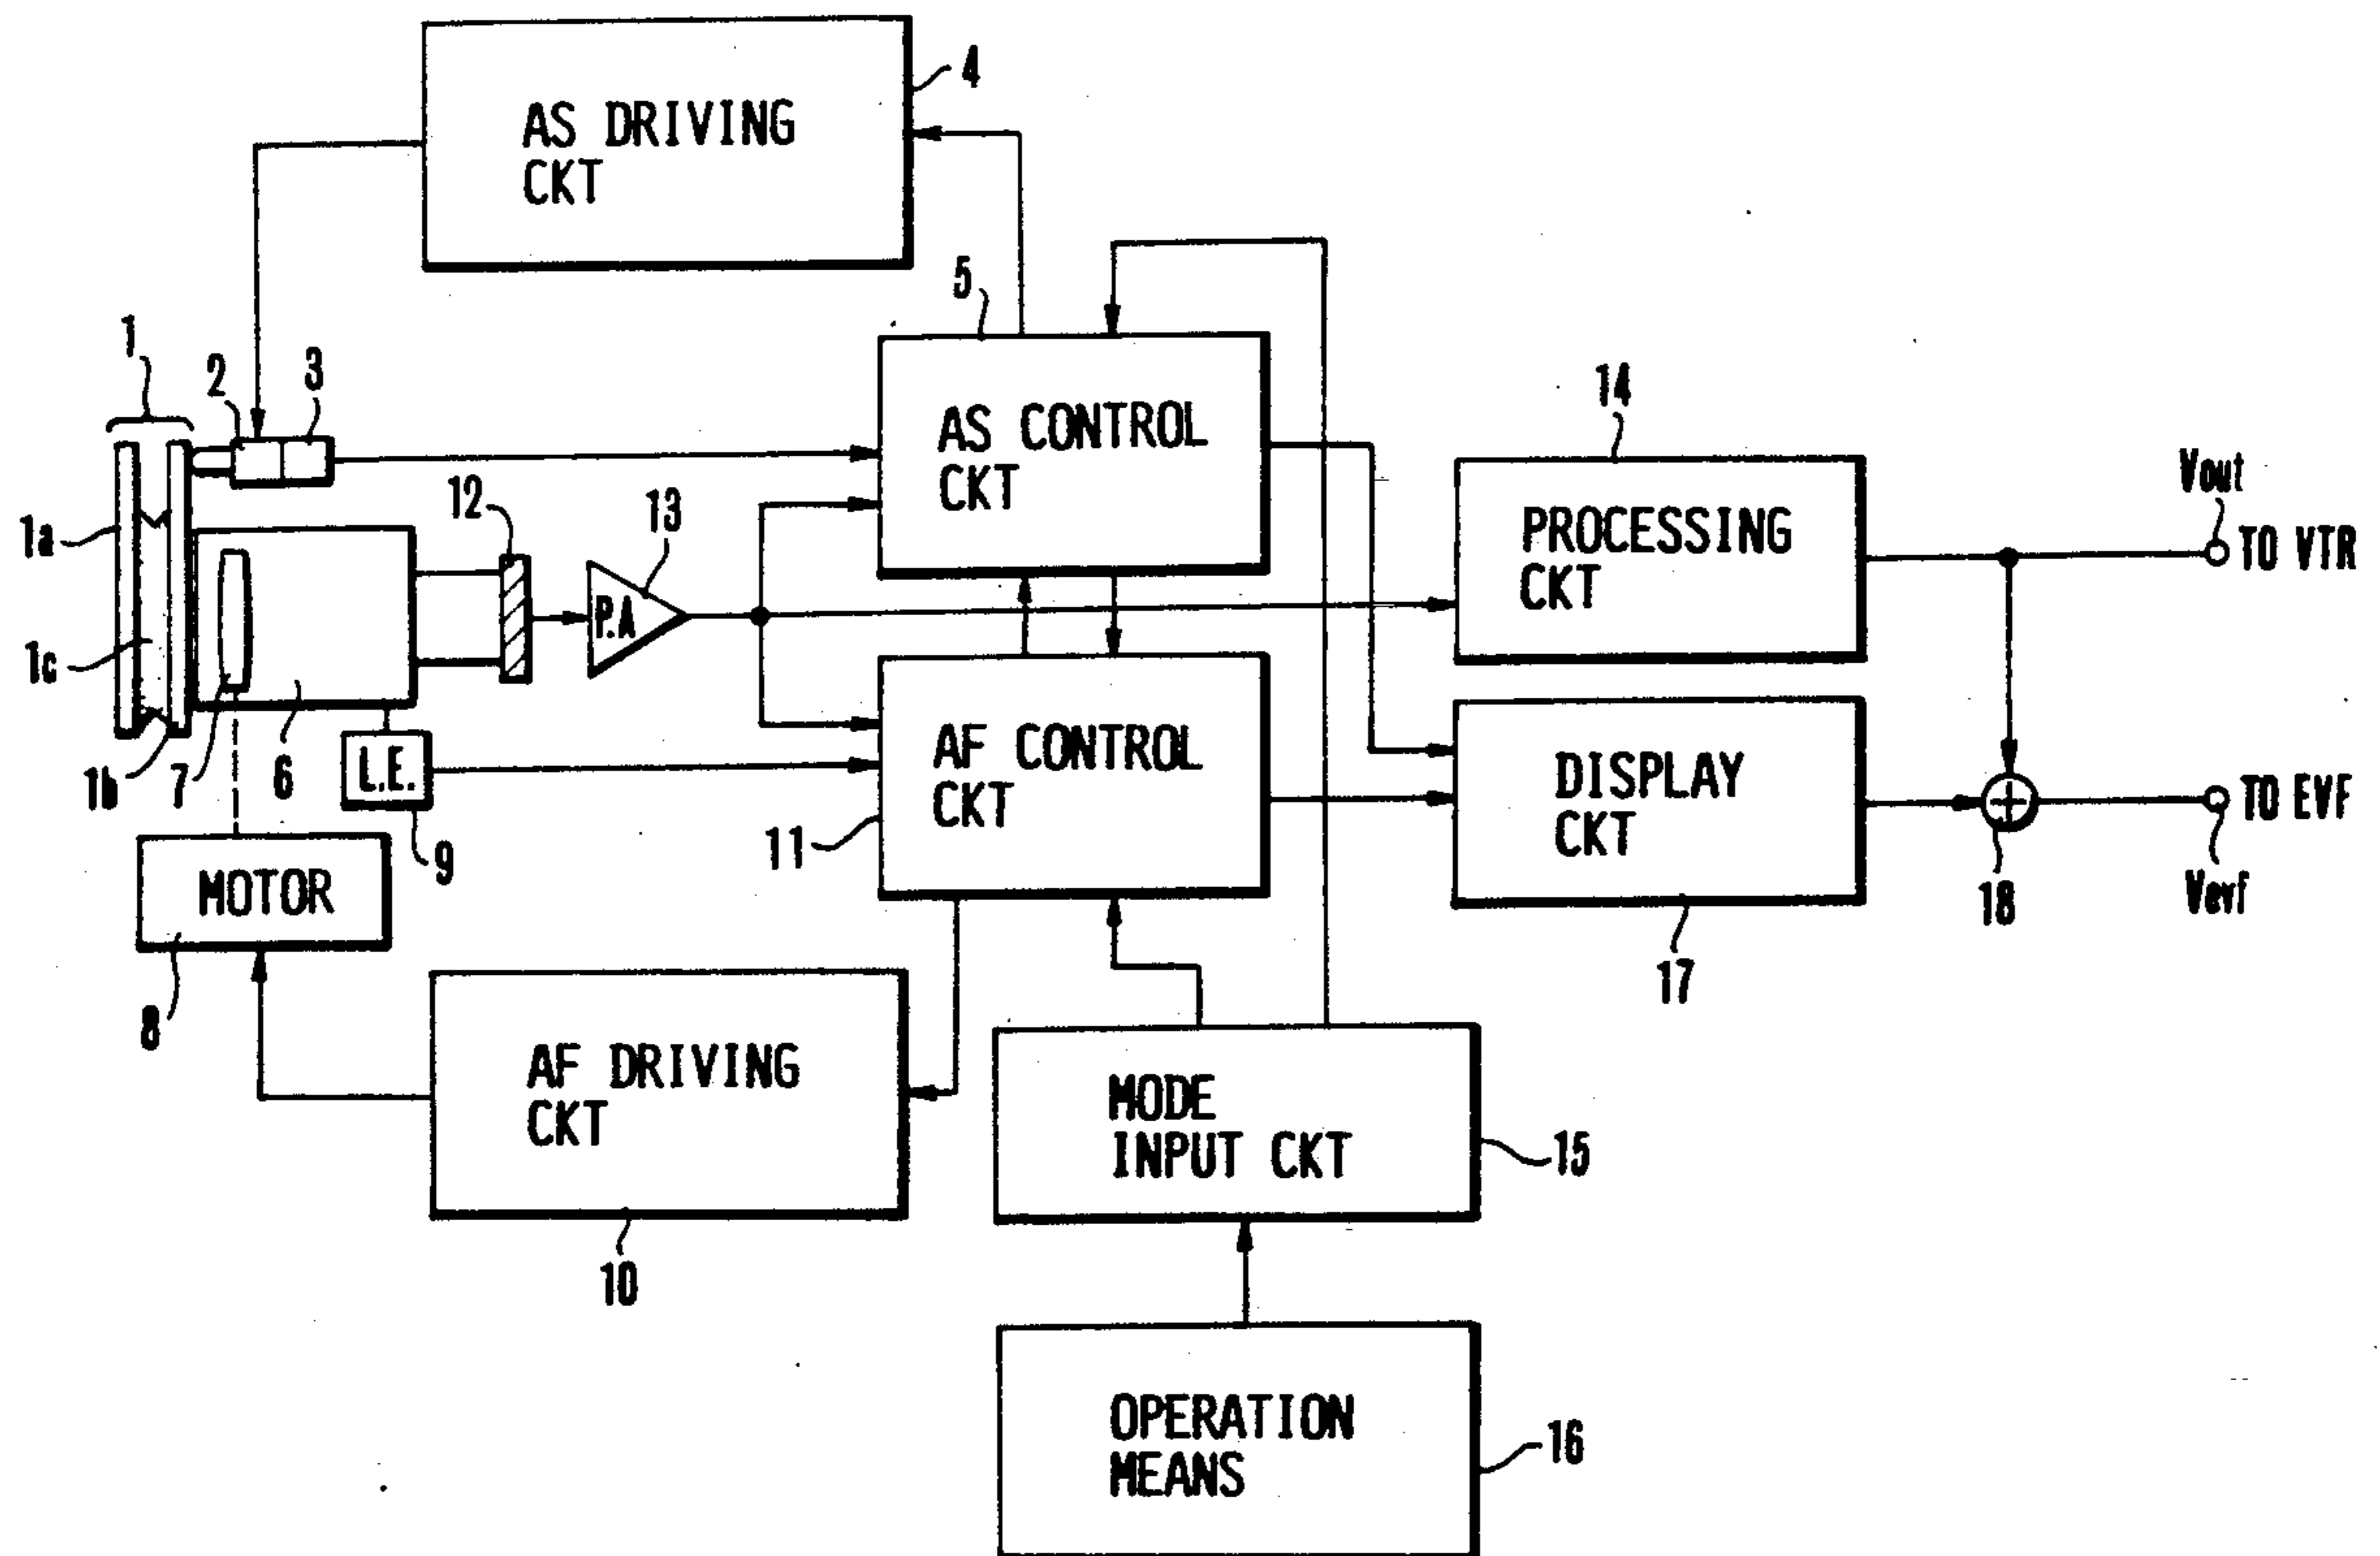 4
AS DRIVING
CKT
5
1
2
3
14
AS CONTROL
CKT
Vout
12
13
1a
PROCESSING
CKT
TO VTR
P.A
1c
AF CONTROL
CKT
DISPLAY
CKT
1b
7
6
L.E.
TO EVF
11
9
18
Vevf
MOTOR
17
8
AF DRIVING
CKT
MODE
INPUT CKT
15
10
OPERATION
MEANS
16